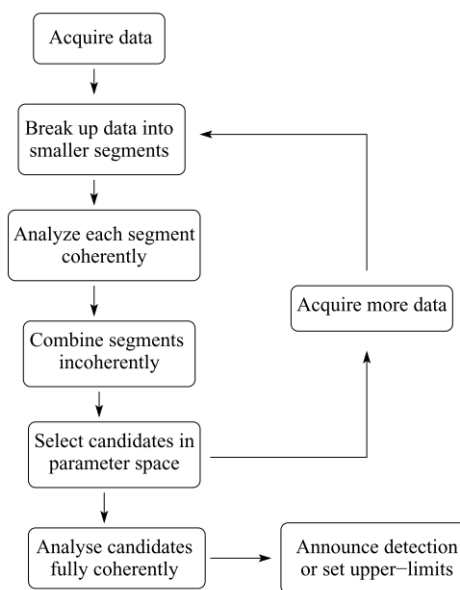 Acquire data
Break up data into
smaller segments
Analyze each segment
coherently
Combine segments
incoherently
Acquire more data
Select candidates in
parameter space
Analyse candidates
fully coherently
Announce detection
or set upper−limits